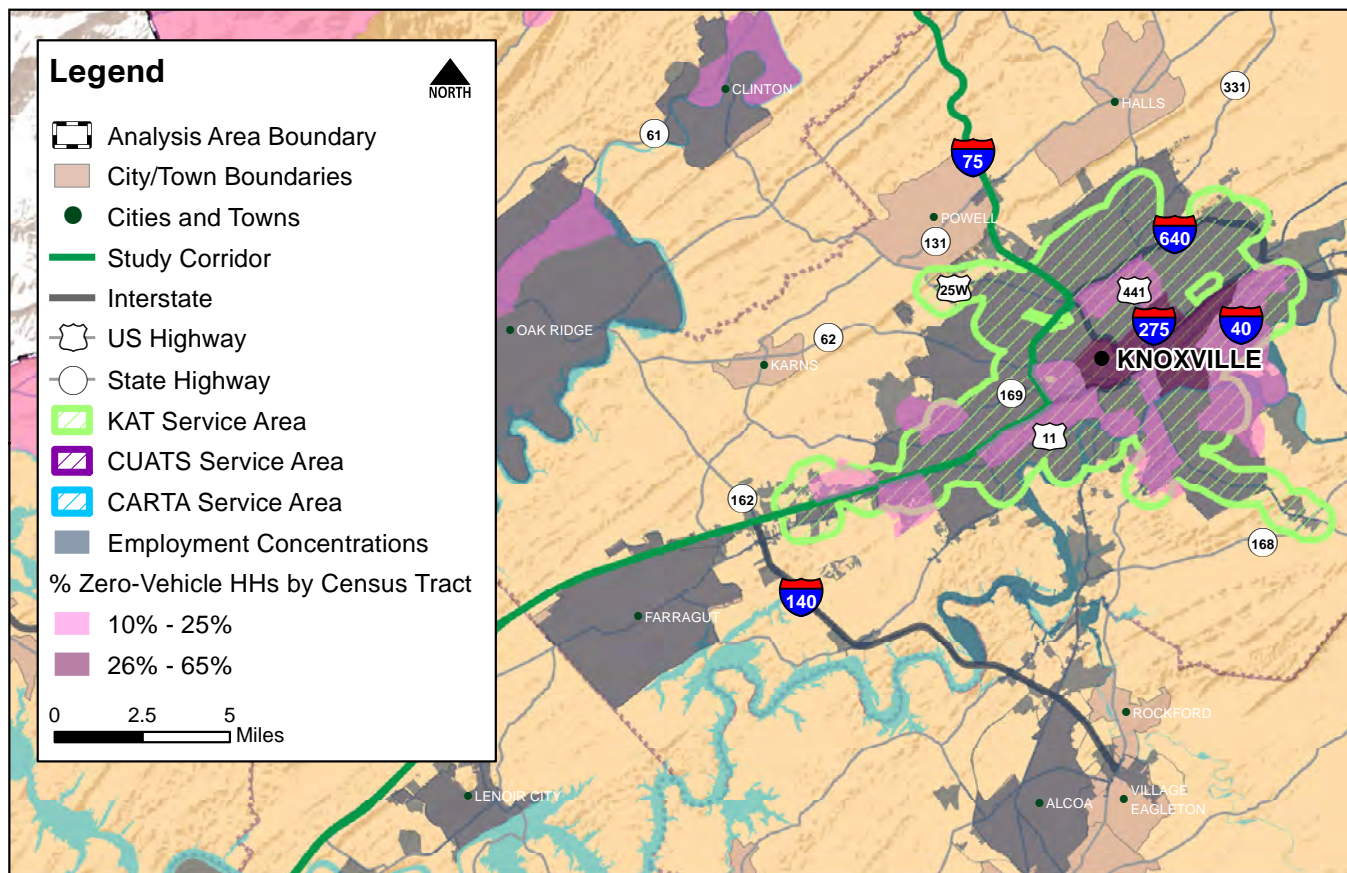 Legend
NORTH
Analysis Area Boundary
City/Town Boundaries
Cities and Towns
Study Corridor
Interstate
US Highway
State Highway
KAT Service Area
CUATS Service Area
CARTA Service Area
Employment Concentrations
% Zero-Vehicle HHs by Census Tract
10% - 25%
26% - 65%
0 2.5 5
Miles
CLINTON
HALLS
331
61
75
POWELL
131
640
25W
441
OAK RIDGE
275
40
62
KARNS
KNOXVILLE
169
11
162
168
140
FARRAGUT
ROCKFORD
LENOIR CITY
ALCOA
VILLAGE
EAGLETON